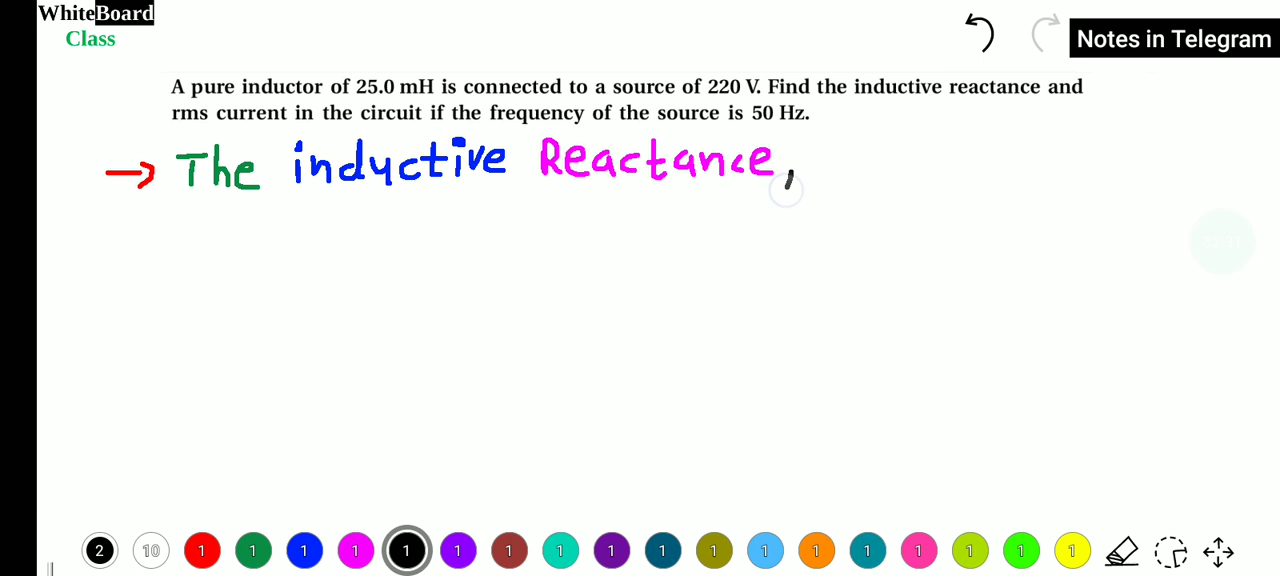 WhiteBoard
Class
Notes in Telegram
A pure inductor of 25.0 mH is connected to a source of 220 V. Find the inductive reactance and
rms current in the circuit if the frequency of the source is 50 Hz.
→ The inductive Reactance,
2 10 1 1 1 1 1 1 1 1 1 1 1 1 1 1 1 1 1 1